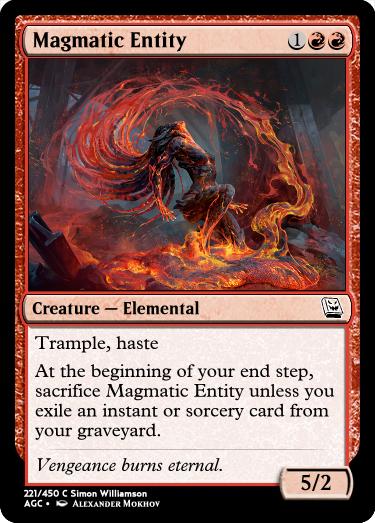 Magmatic Entity 1
Creature — Elemental
Trample, haste
At the beginning of your end step,
sacrifice Magmatic Entity unless you
exile an instant or sorcery card from
your graveyard.
Vengeance burns eternal.
5/2
221/450 C Simon Williamson
AGC • Alexander Mokhov